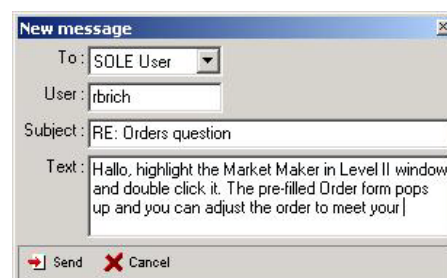 New message
To: SOLE User
User: rbrich
Subject: RE: Orders question
Text: Hallo, highlight the Market Maker in Level II window
and double click it. The pre-filled Order form pops
up and you can adjust the order to meet your
Send Cancel